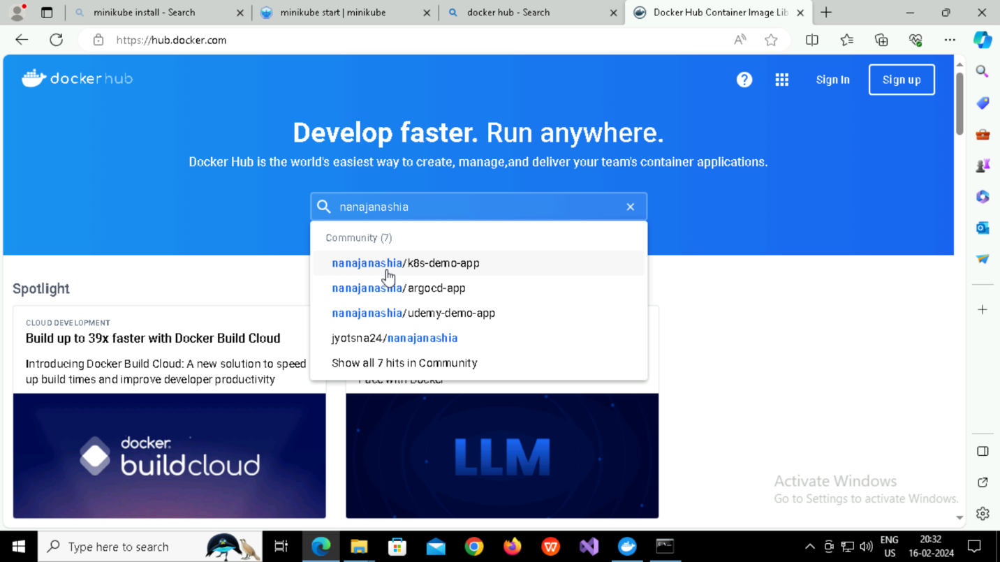 minikube install - Search
minikube start | minikube
docker hub - Search
Docker Hub Container Image Lib
https://hub.docker.com
docker hub
Sign In
Sign up
Develop faster. Run anywhere.
Docker Hub is the world's easiest way to create, manage,and deliver your team's container applications.
nanajanashia
Community (7)
nanajanashia/k8s-demo-app
nanajanashia/argocd-app
nanajanashia/udemy-demo-app
jyotsna24/nanajanashia
Show all 7 hits in Community
Spotlight
CLOUD DEVELOPMENT
Build up to 39x faster with Docker Build Cloud
Introducing Docker Build Cloud: A new solution to speed
up build times and improve developer productivity
with Docker
docker
build cloud
LLM
Activate Windows
Go to Settings to activate Windows.
Type here to search
ENG
US
20:32
16-02-2024